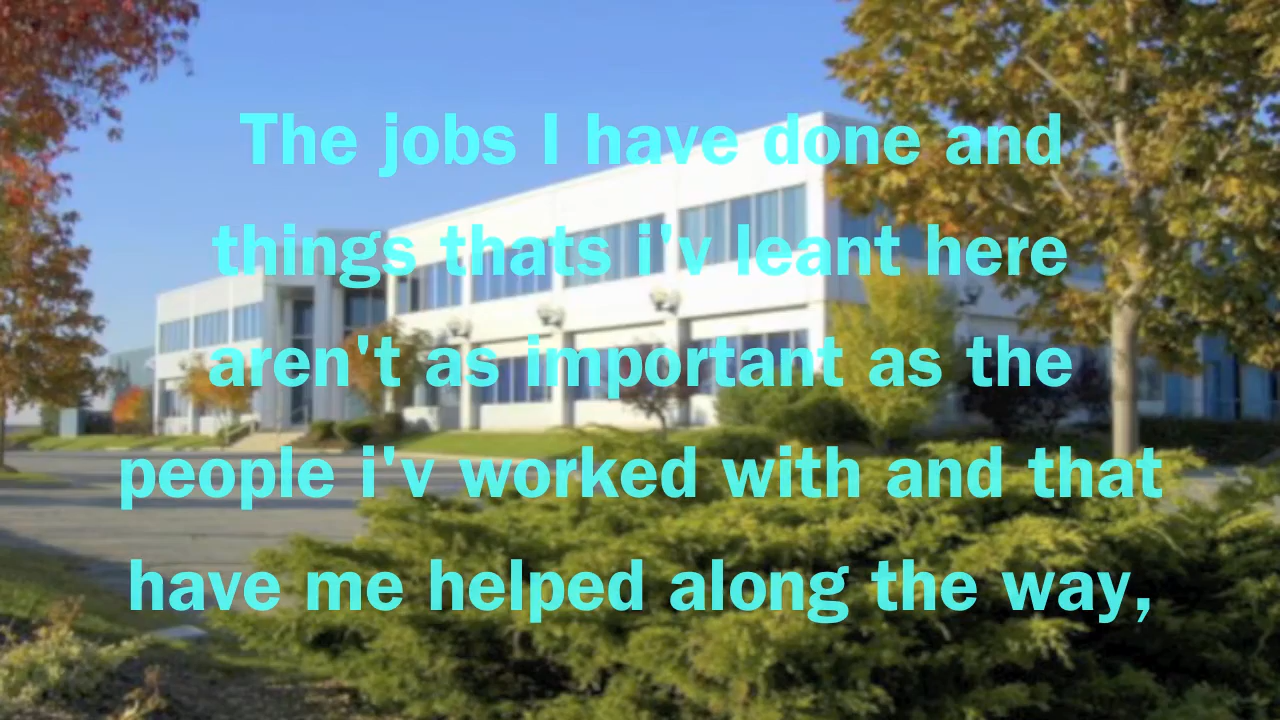 The jobs I have done and
things thats i'v leant here
aren't as important as the
people i'v worked with and that
have me helped along the way,